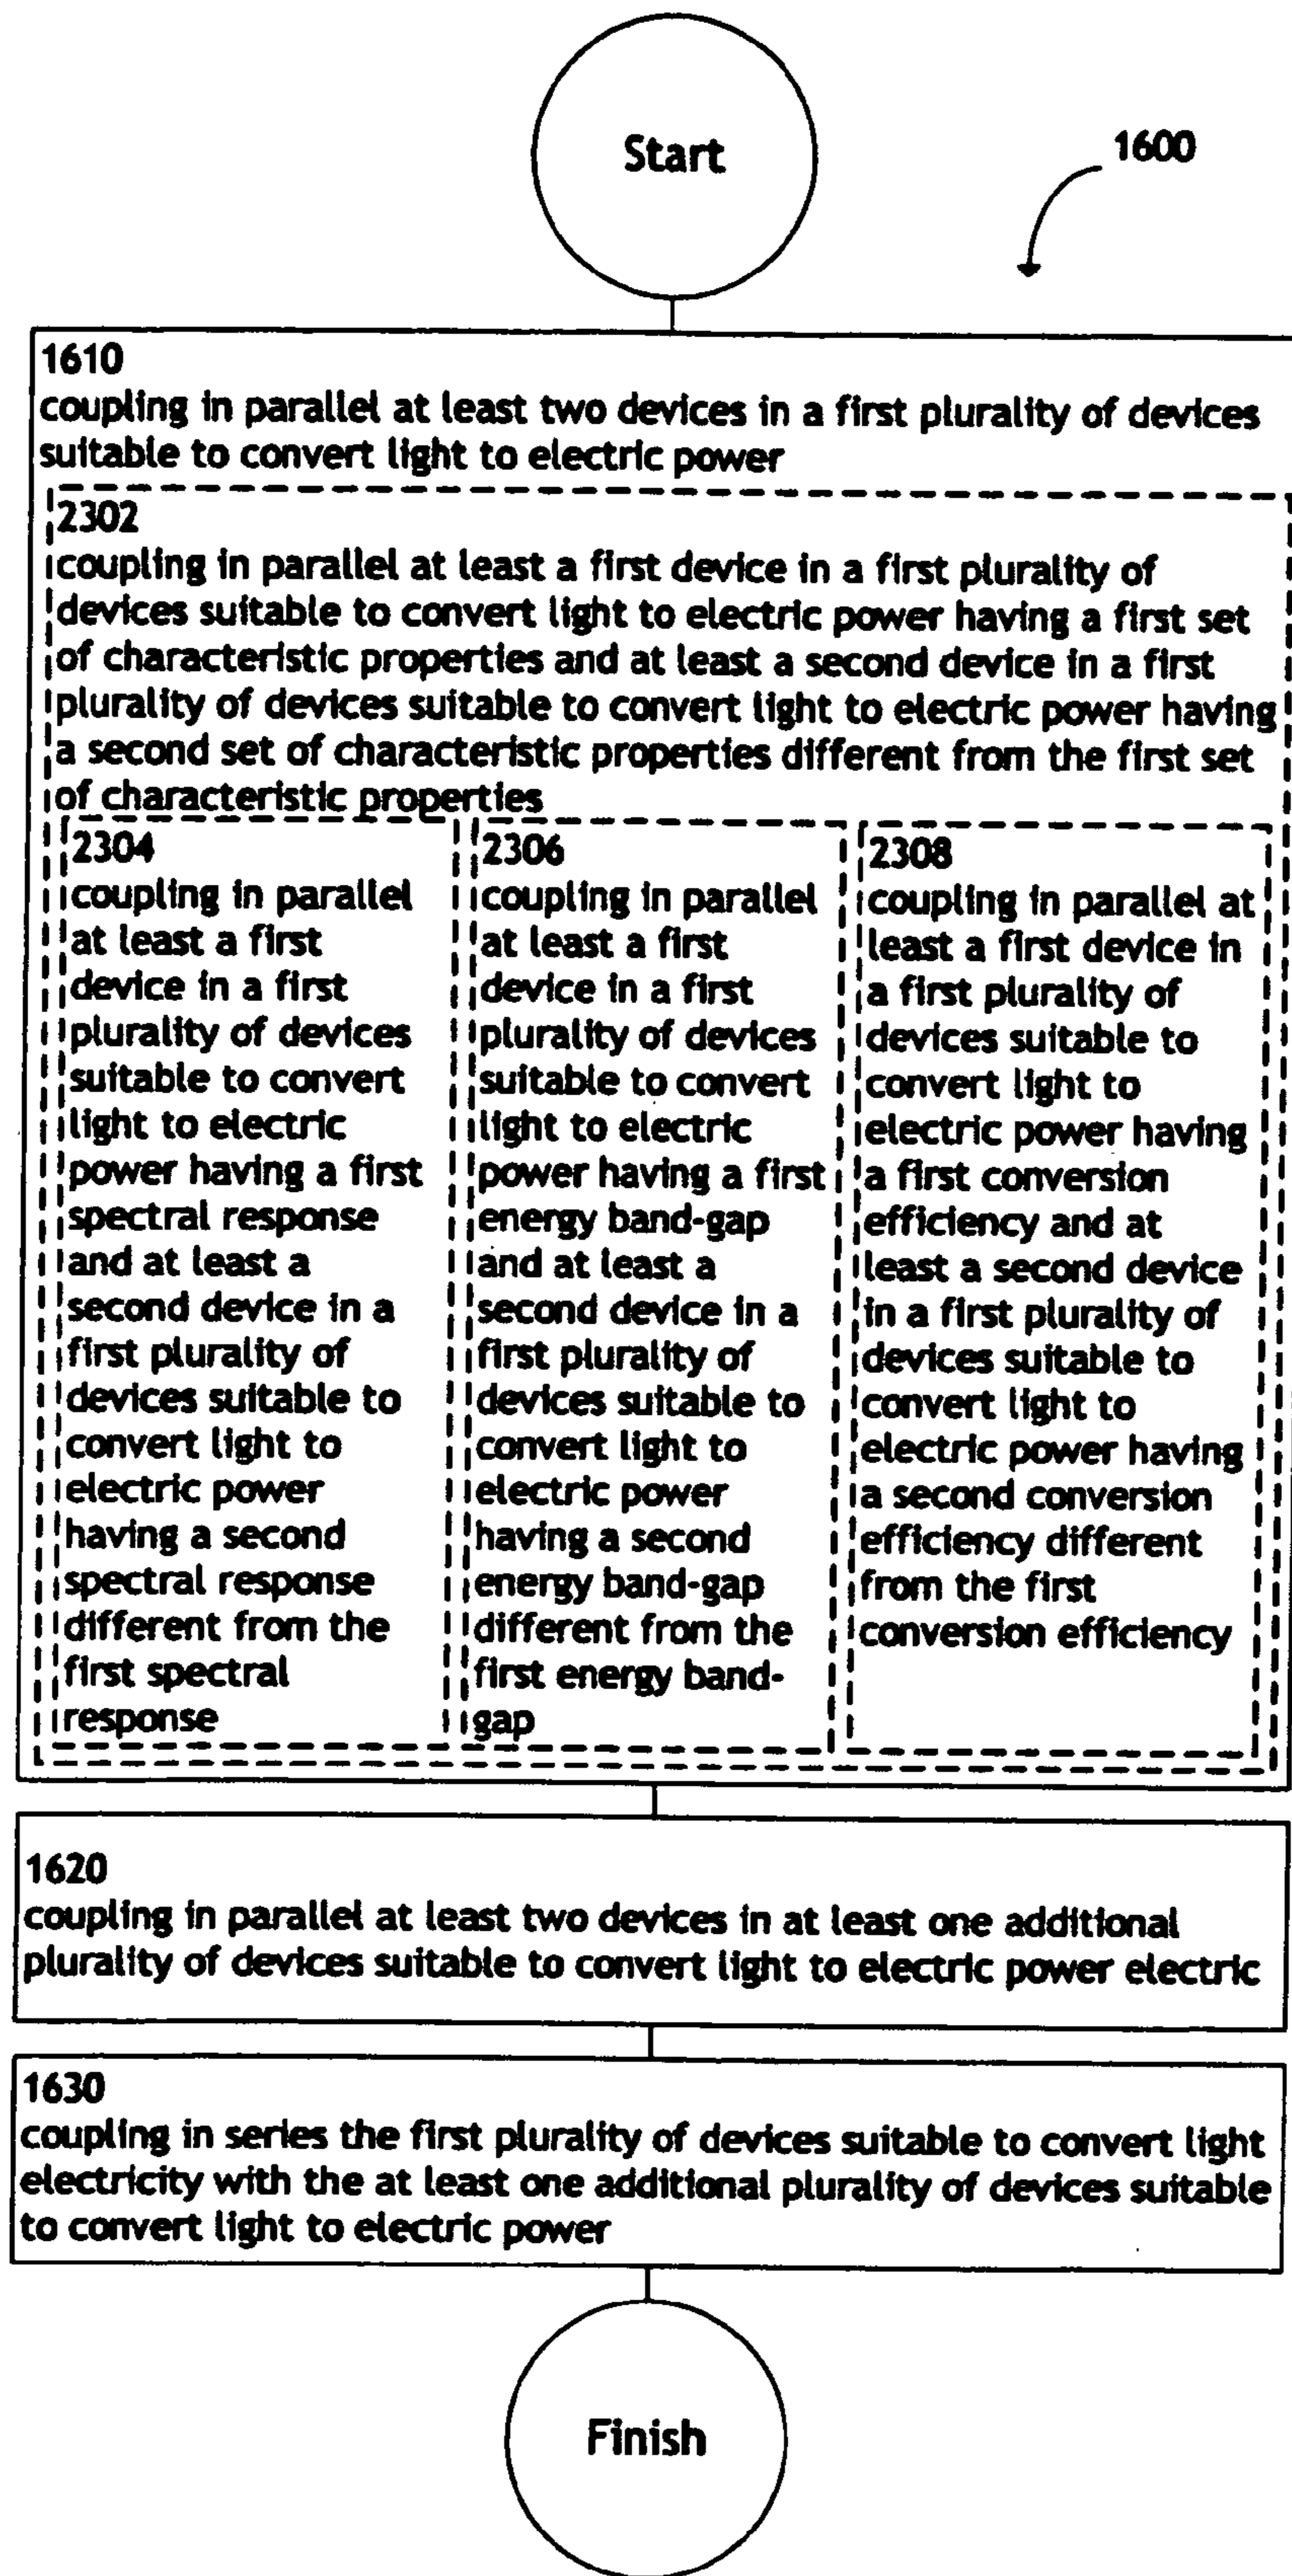 Start
1600
1610
coupling in parallel at least two devices in a first plurality of devices
suitable to convert light to electric power
2302
coupling in parallel at least a first device in a first plurality of
devices suitable to convert light to electric power having a first set
of characteristic properties and at least a second device in a first
plurality of devices suitable to convert light to electric power having
a second set of characteristic properties different from the first set
of characteristic properties
2304
coupling in parallel
at least a first
device in a first
plurality of devices
suitable to convert
light to electric
power having a first
spectral response
and at least a
second device in a
first plurality of
devices suitable to
convert light to
electric power
having a second
spectral response
different from the
first spectral
response
2306
coupling in parallel
at least a first
device in a first
plurality of devices
suitable to convert
light to electric
power having a first
energy band-gap
and at least a
second device in a
first plurality of
devices suitable to
convert light to
electric power
having a second
energy band-gap
different from the
first energy band-
gap
2308
coupling in parallel at
least a first device in
a first plurality of
devices suitable to
convert light to
electric power having
a first conversion
efficiency and at
least a second device
in a first plurality of
devices suitable to
convert light to
electric power having
a second conversion
efficiency different
from the first
conversion efficiency
1620
coupling in parallel at least two devices in at least one additional
plurality of devices suitable to convert light to electric power electric
1630
coupling in series the first plurality of devices suitable to convert light
electricity with the at least one additional plurality of devices suitable
to convert light to electric power
Finish